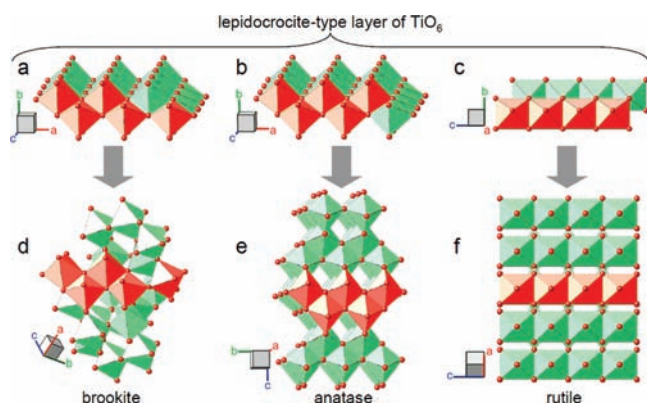 lepidocrocite-type layer of TiO₆
a b c
b c a
b c a
b c
d e f
a c b
b a c
a c
brookite anatase rutile